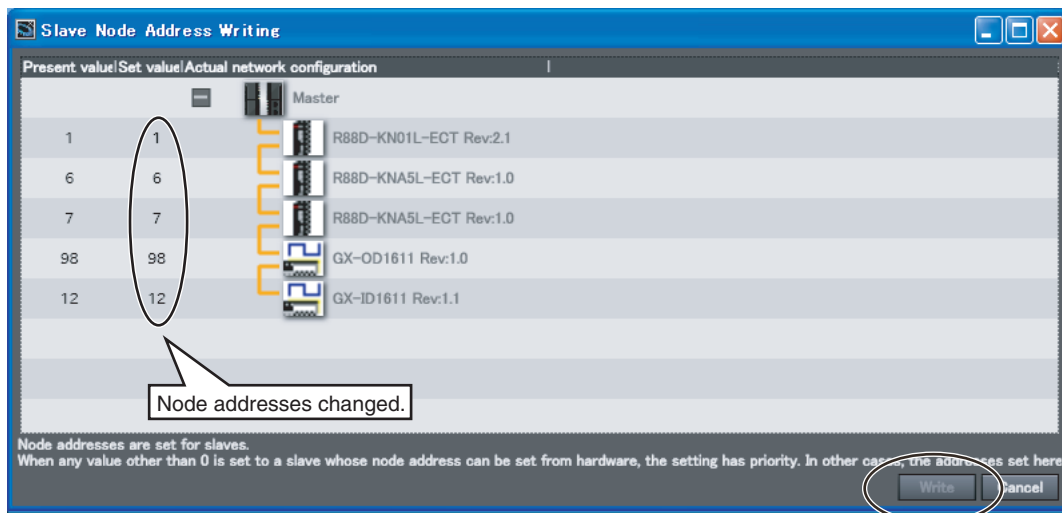 Slave Node Address Writing
Present value|Set value|Actual network configuration
Master
1 1 R88D-KN01L-ECT Rev:2.1
6 6 R88D-KNA5L-ECT Rev:1.0
7 7 R88D-KNA5L-ECT Rev:1.0
98 98 GX-OD1611 Rev:1.0
12 12 GX-ID1611 Rev:1.1
Node addresses changed.
Node addresses are set for slaves.
When any value other than 0 is set to a slave whose node address can be set from hardware, the setting has priority. In other cases, the addresses set here
Write Cancel